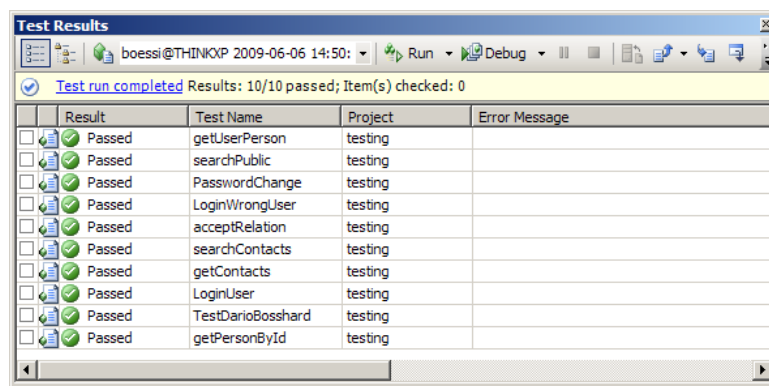 Test Results
boessi@THINKXP 2009-06-06 14:50: Run Debug
Test run completed Results: 10/10 passed; Item(s) checked: 0
Result Test Name Project Error Message
Passed getUserPerson testing
Passed searchPublic testing
Passed PasswordChange testing
Passed LoginWrongUser testing
Passed acceptRelation testing
Passed searchContacts testing
Passed getContacts testing
Passed LoginUser testing
Passed TestDarioBosshard testing
Passed getPersonById testing